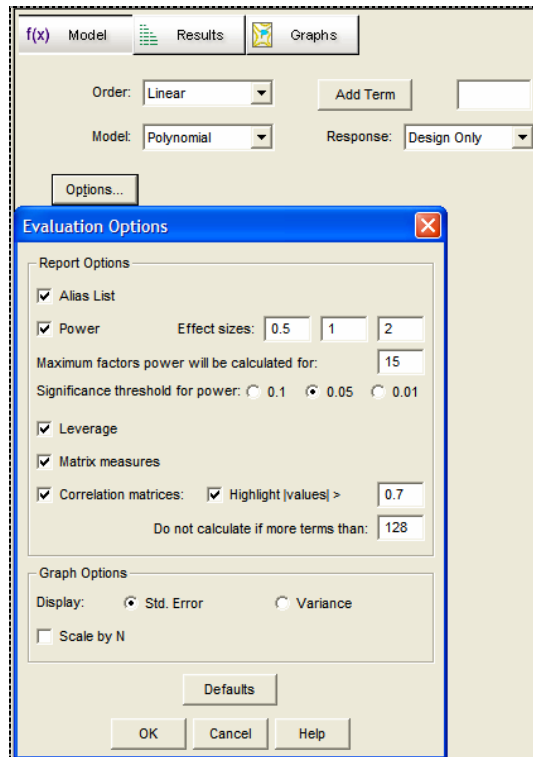 f(x) Model Results Graphs
Order: Linear Add Term
Model: Polynomial Response: Design Only
Options...
Evaluation Options
Report Options
Alias List
Power Effect sizes: 0.5 1 2
Maximum factors power will be calculated for: 15
Significance threshold for power: 0.1 0.05 0.01
Leverage
Matrix measures
Correlation matrices: Highlight |values| > 0.7
Do not calculate if more terms than: 128
Graph Options
Display: Std. Error Variance
Scale by N
Defaults
OK Cancel Help